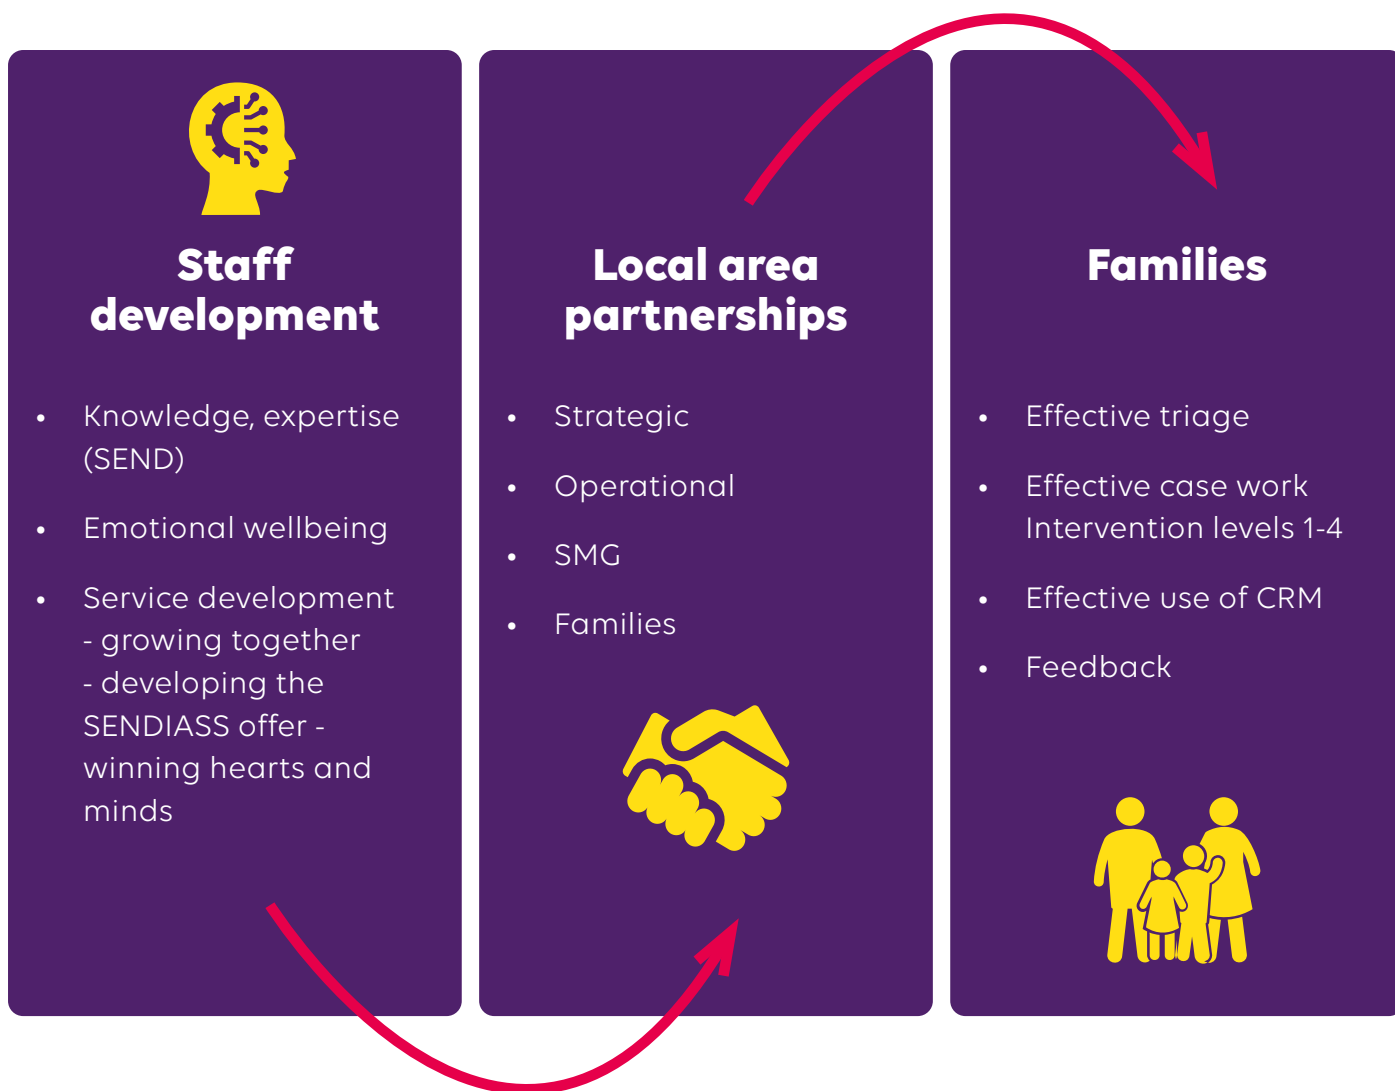 Staff
development
• Knowledge, expertise
(SEND)
• Emotional wellbeing
• Service development
- growing together
- developing the
SENDIASS offer -
winning hearts and
minds
Local area
partnerships
• Strategic
• Operational
• SMG
• Families
Families
• Effective triage
• Effective case work
Intervention levels 1-4
• Effective use of CRM
• Feedback